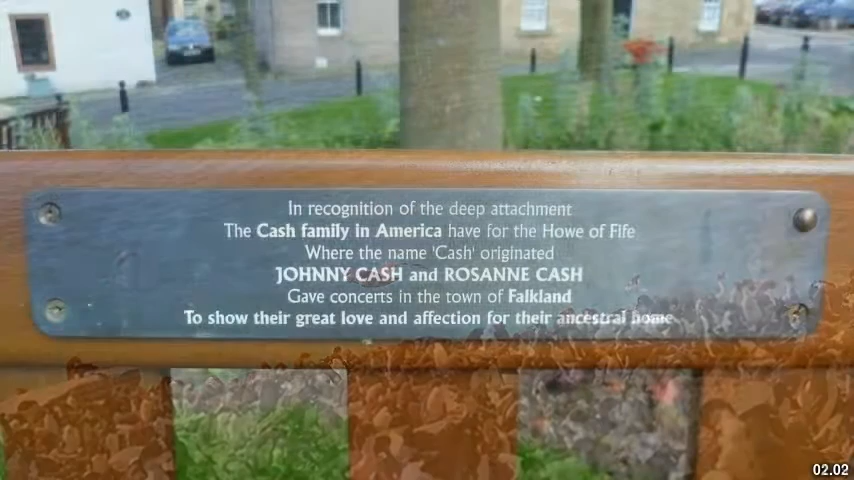 In recognition of the deep attachment
The Cash family in America have for the Howe of Fife
Where the name 'Cash' originated
JOHNNY CASH and ROSANNE CASH
Gave concerts in the town of Falkland
To show their great love and affection for their ancestral home
02.02